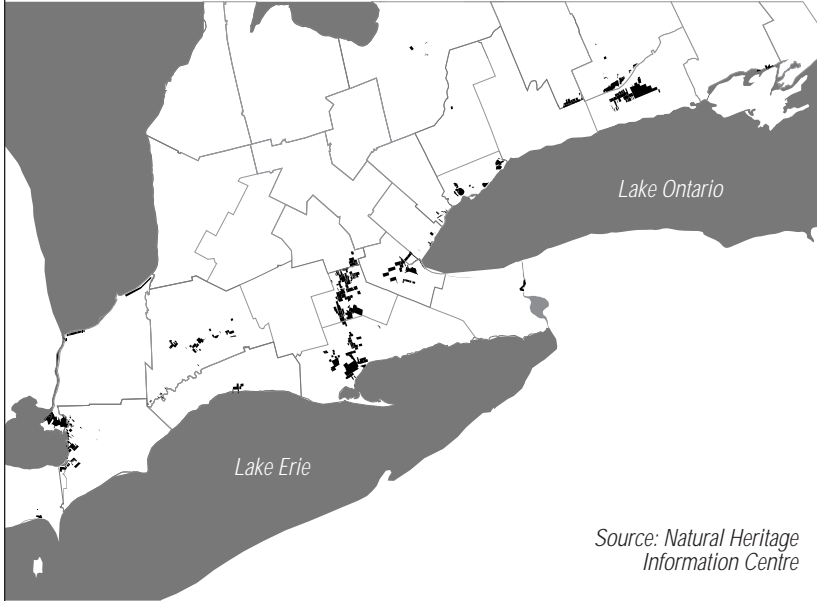 Lake Ontario
Lake Erie
Source: Natural Heritage
Information Centre